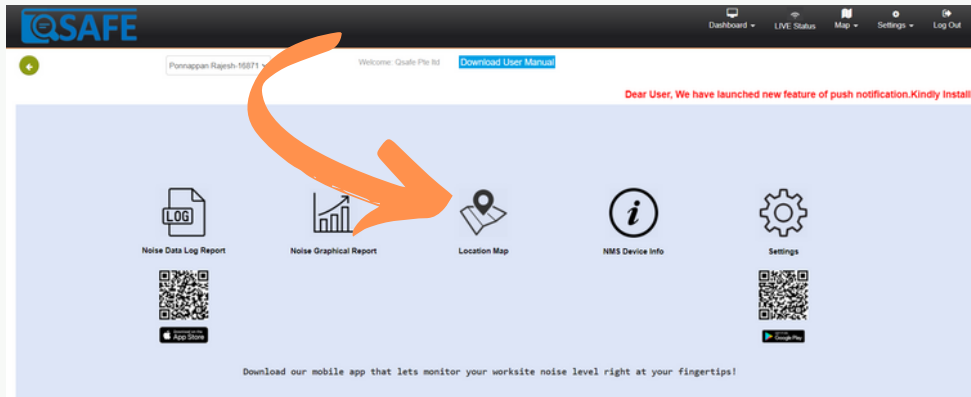 QSAFE
Dashboard LIVE Status Map Settings Log Out
Ponnappan Rajesh-16871 Welcome: Qsafe Pte ltd Download User Manual
Dear User, We have launched new feature of push notification.Kindly Install
LOG
i
Noise Data Log Report Noise Graphical Report Location Map NMS Device Info Settings
App Store Google Play
Download our mobile app that lets monitor your worksite noise level right at your fingertips!